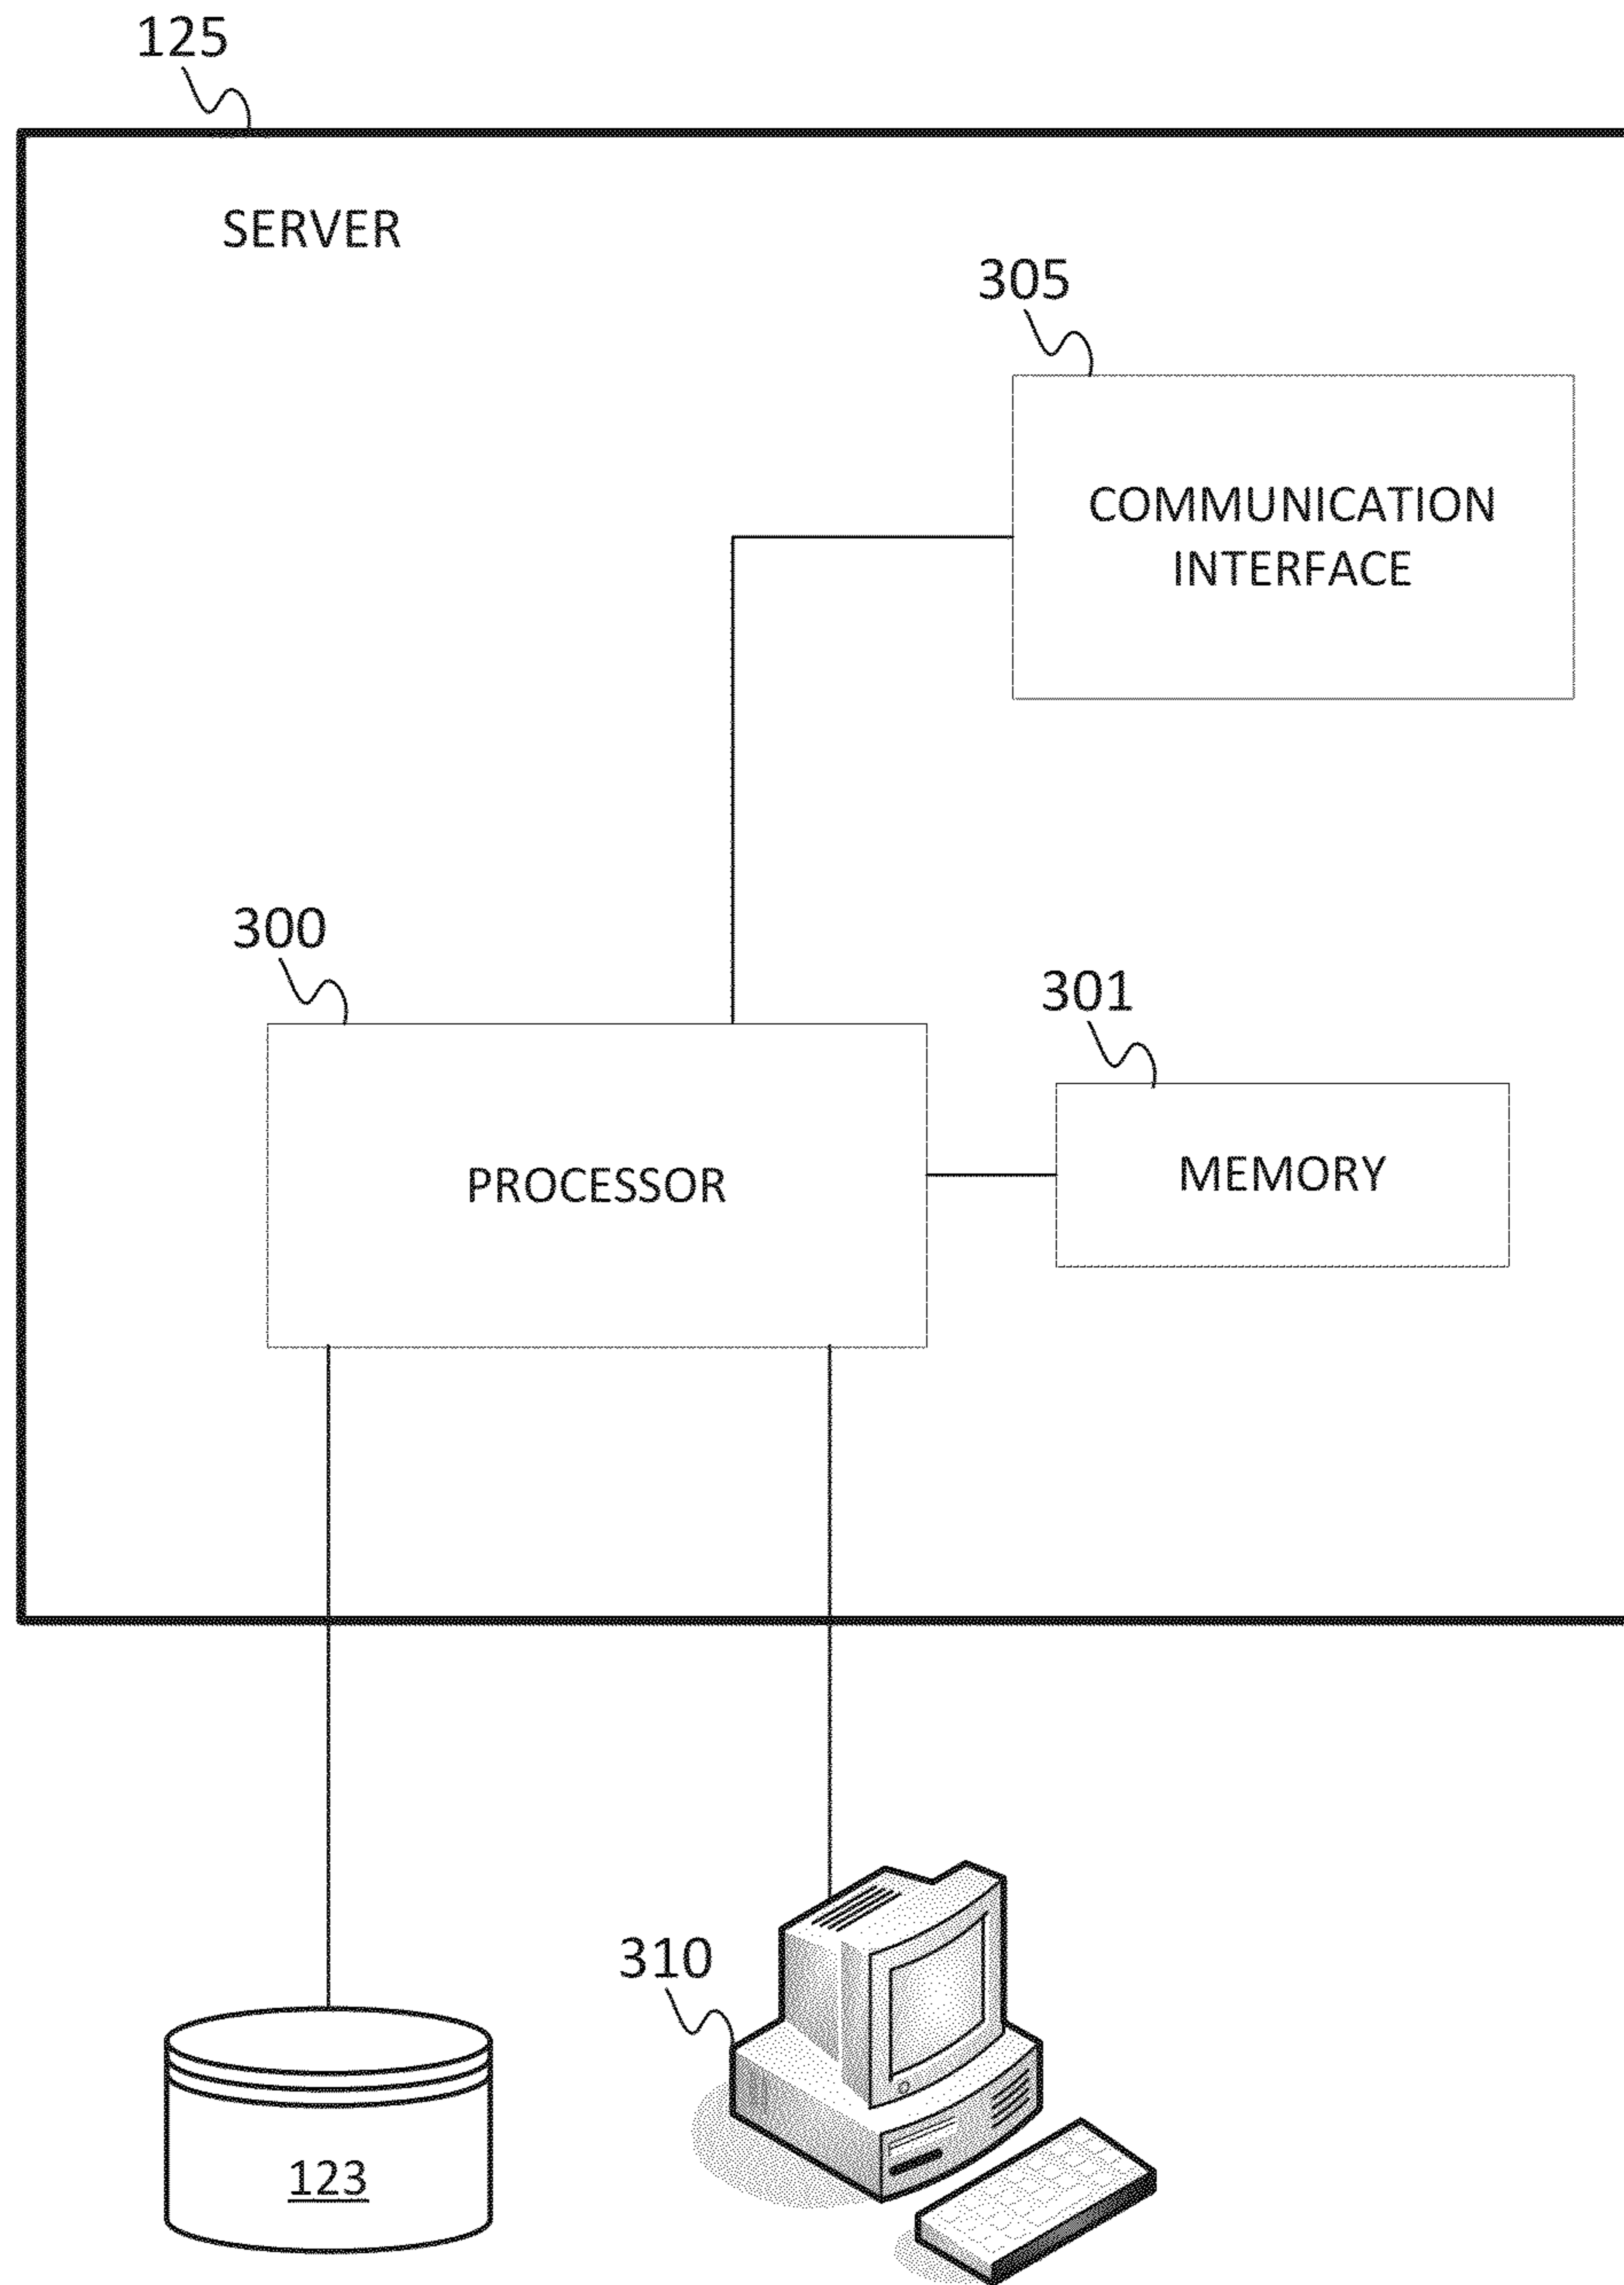 125
SERVER
305
COMMUNICATION
INTERFACE
300
301
PROCESSOR
MEMORY
310
123